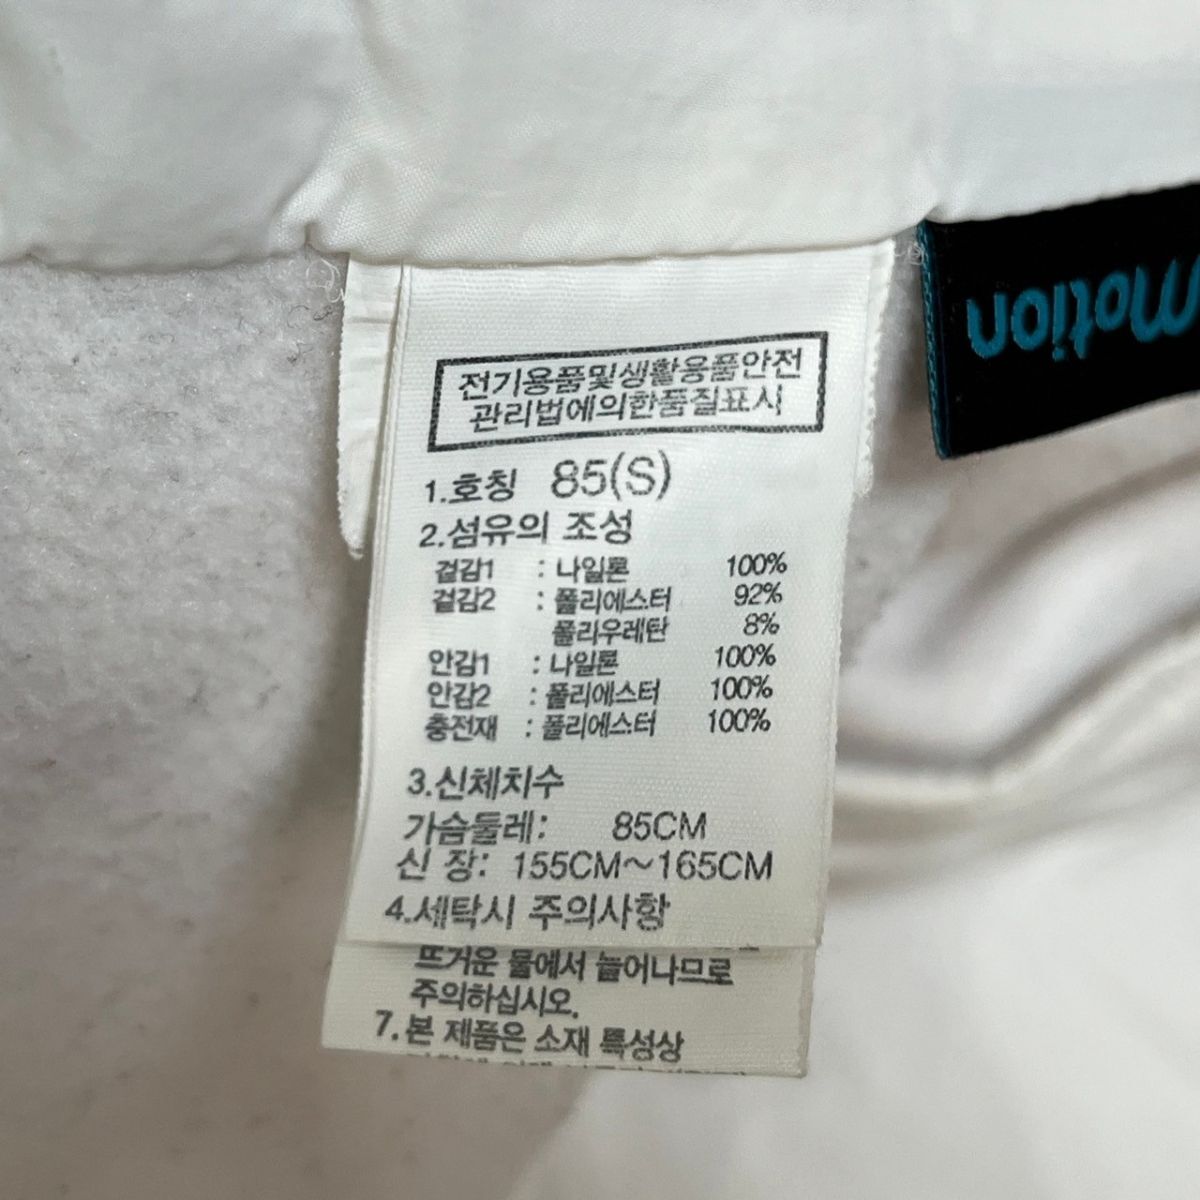 Motion
전기용품및생활용품안전
관리법에의한품질표시
1.호칭 85(S)
2.섬유의 조성
겉감1 : 나일론 100%
겉감2 : 폴리에스터 92%
폴리우레탄 8%
안감1 : 나일론 100%
안감2 : 폴리에스터 100%
충전재 : 폴리에스터 100%
3.신체치수
가슴둘레: 85CM
신 장: 155CM~165CM
4.세탁시 주의사항
뜨거운 물에서 늘어나므로
주의하십시오.
7.본 제품은 소재 특성상